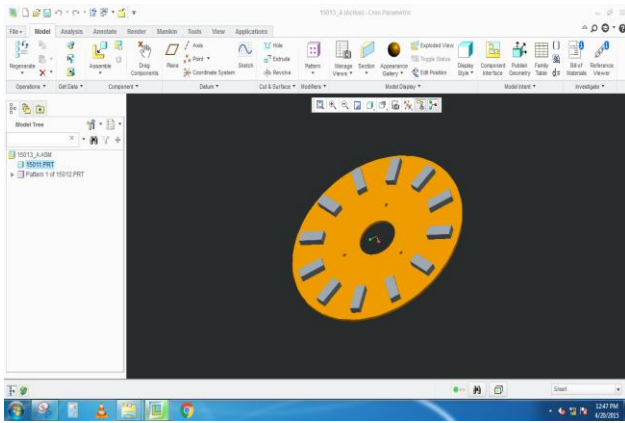 15013_A (Active) - Creo Parametric
File Model Analysis Annotate Render Manikin Tools View Applications
Regenerate
Assemble
Drag Components
Plane
Axis
Point
Coordinate System
Sketch
Hole
Extrude
Revolve
Pattern
Manage Views
Section
Appearance Gallery
Exploded View
Toggle Status
Edit Position
Display Style
Component Interface
Publish Geometry
Family Table
d=
Bill of Materials
Reference Viewer
Operations Get Data Component Datum Cut & Surface Modifiers Model Display Model Intent Investigate
Model Tree
15013_A.ASM
15011.PRT
Pattern 1 of 15012.PRT
Smart
12:47 PM
4/20/2015